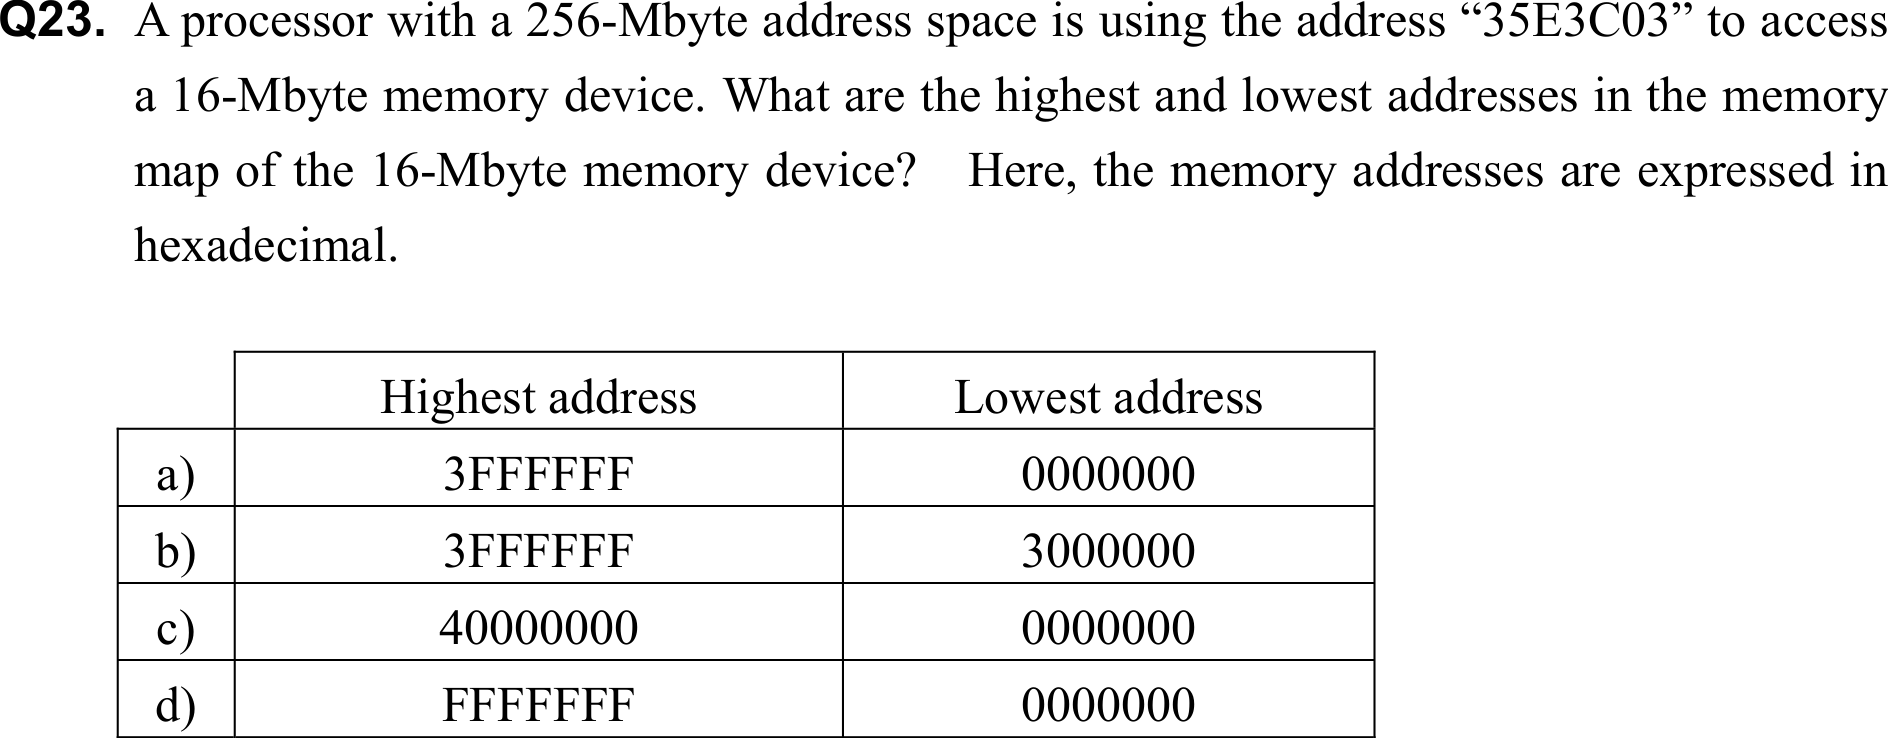 Q23. A processor with a 256-Mbyte address space is using the address “35E3C03” to access
a 16-Mbyte memory device. What are the highest and lowest addresses in the memory
map of the 16-Mbyte memory device? Here, the memory addresses are expressed in
hexadecimal.
Highest address Lowest address
a) 3FFFFFF 0000000
b) 3FFFFFF 3000000
c) 40000000 0000000
d) FFFFFFF 0000000